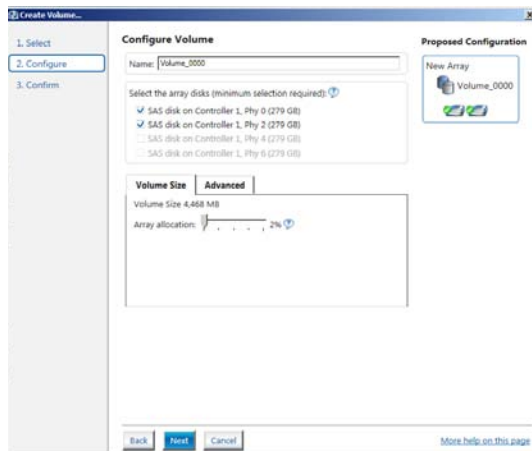 Create Volume...
1. Select
2. Configure
3. Confirm
Configure Volume
Name: Volume_0000
Select the array disks (minimum selection required):
SAS disk on Controller 1, Phy 0 (279 GB)
SAS disk on Controller 1, Phy 2 (279 GB)
SAS disk on Controller 1, Phy 4 (279 GB)
SAS disk on Controller 1, Phy 6 (279 GB)
Volume Size
Advanced
Volume Size 4,468 MB
Array allocation: 2%
Proposed Configuration
New Array
Volume_0000
Back Next Cancel
More help on this page